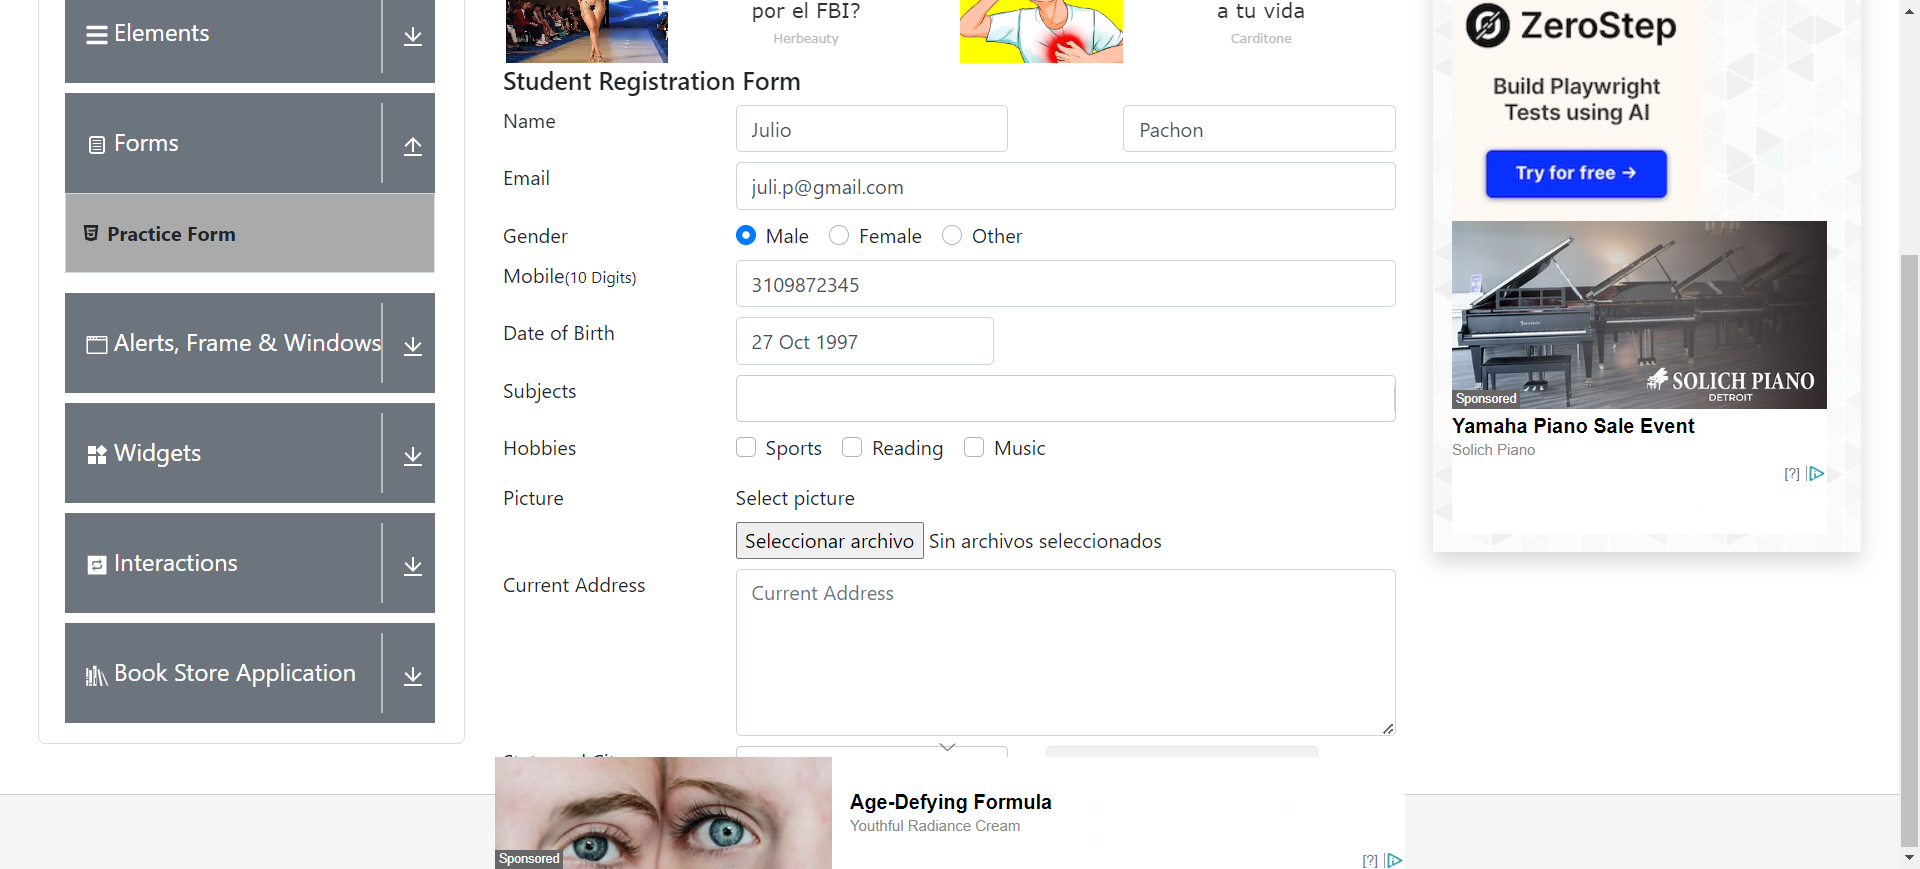 Elements
Forms
Practice Form
Alerts, Frame & Windows
Widgets
Interactions
Book Store Application
por el FBI?
Herbeauty
a tu vida
Carditone
Student Registration Form
Name
Julio
Pachon
Email
juli.p@gmail.com
Gender
Male
Female
Other
Mobile(10 Digits)
3109872345
Date of Birth
27 Oct 1997
Subjects
Hobbies
Sports
Reading
Music
Picture
Select picture
Seleccionar archivo
Sin archivos seleccionados
Current Address
Current Address
Age-Defying Formula
Youthful Radiance Cream
Sponsored
[?]
ZeroStep
Build Playwright
Tests using AI
Try for free →
SOLICH PIANO
DETROIT
Sponsored
Yamaha Piano Sale Event
Solich Piano
[?]